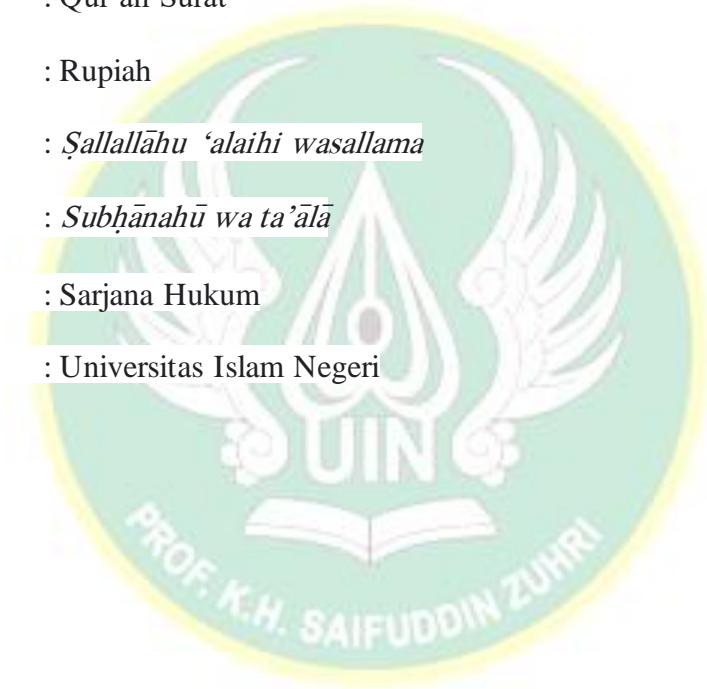 : Rupiah
: Ṣallallāhu ‘alaihi wasallama
: Subḥānahū wa ta’ālā
: Sarjana Hukum
: Universitas Islam Negeri
UIN
PROF. K.H. SAIFUDDIN ZUHRI